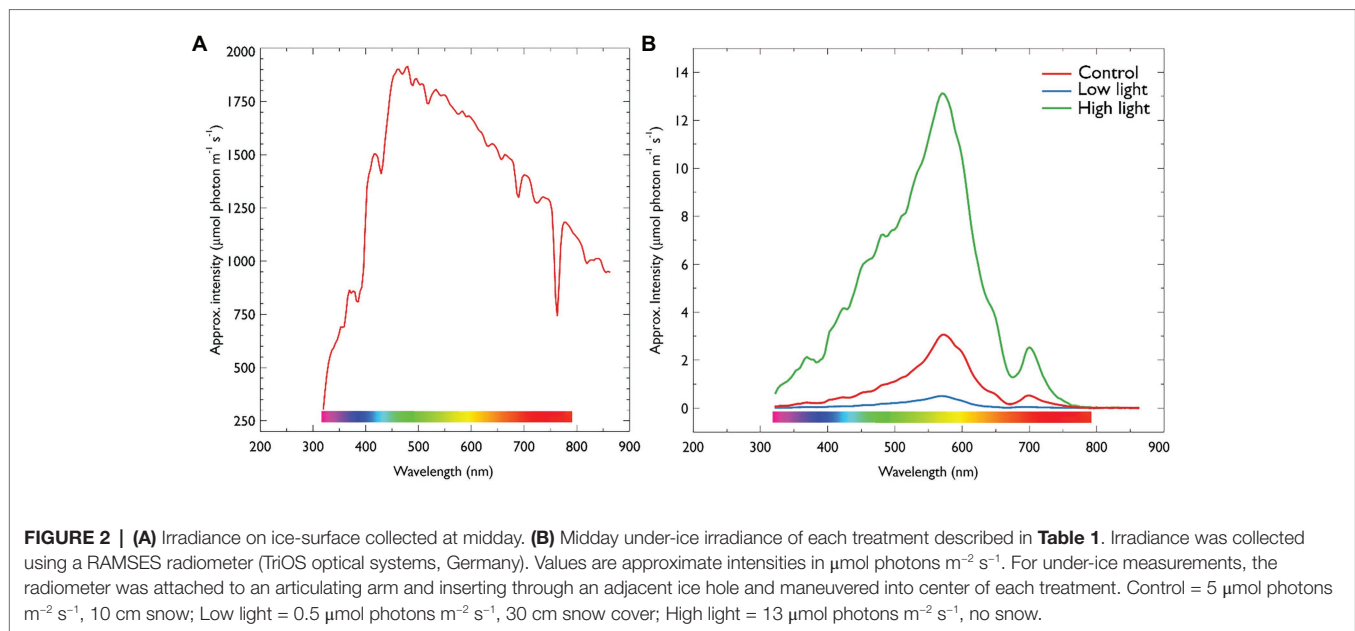 A
2000
1750
1500
1250
1000
750
500
250
Approx. intensity (μmol photon m⁻¹ s⁻¹)
200 300 400 500 600 700 800 900
Wavelength (nm)
B
14
12
10
8
6
4
2
0
Approx. Intensity (μmol photon m⁻¹ s⁻¹)
Control
Low light
High light
200 300 400 500 600 700 800 900
Wavelength (nm)
FIGURE 2 | (A) Irradiance on ice-surface collected at midday. (B) Midday under-ice irradiance of each treatment described in Table 1. Irradiance was collected
using a RAMSES radiometer (TriOS optical systems, Germany). Values are approximate intensities in μmol photons m⁻² s⁻¹. For under-ice measurements, the
radiometer was attached to an articulating arm and inserting through an adjacent ice hole and maneuvered into center of each treatment. Control = 5 μmol photons
m⁻² s⁻¹, 10 cm snow; Low light = 0.5 μmol photons m⁻² s⁻¹, 30 cm snow cover; High light = 13 μmol photons m⁻² s⁻¹, no snow.